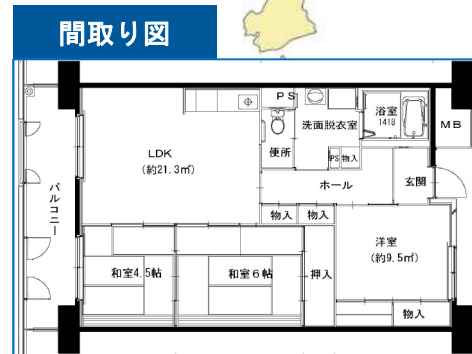 間取り図
PS
浴室
1418
洗面脱衣室
MB
LDK
(約21.3㎡)
便所
PS
物入
ホール
玄関
バルコニー
物入
物入
洋室
(約9.5㎡)
和室4.5帖
和室6帖
押入
物入